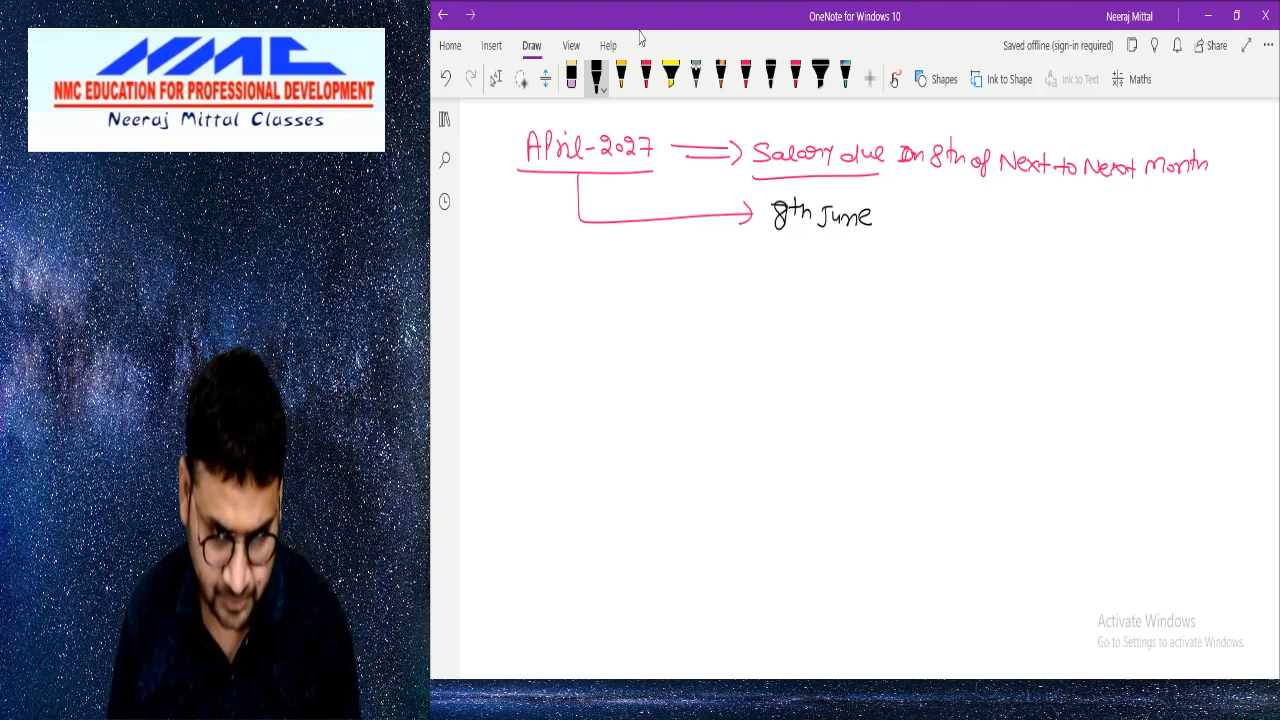 NMC
NMC EDUCATION FOR PROFESSIONAL DEVELOPMENT
Neeraj Mittal Classes
OneNote for Windows 10
Neeraj Mittal
Home Insert Draw View Help
Saved offline (sign-in required)
Share
Shapes Ink to Shape Ink to Text Maths
April-2027 Salary due on 8th of Next to Next Month
8th June
Activate Windows
Go to Settings to activate Windows.